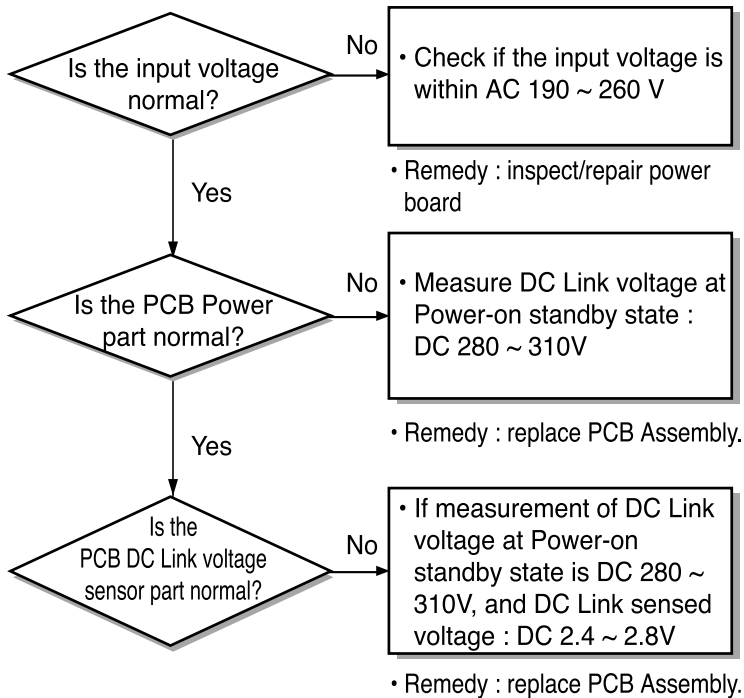 Is the input voltage
normal?
No
• Check if the input voltage is
within AC 190 ~ 260 V
• Remedy : inspect/repair power
board
Yes
Is the PCB Power
part normal?
No
• Measure DC Link voltage at
Power-on standby state :
DC 280 ~ 310V
• Remedy : replace PCB Assembly.
Yes
Is the
PCB DC Link voltage
sensor part normal?
No
• If measurement of DC Link
voltage at Power-on
standby state is DC 280 ~
310V, and DC Link sensed
voltage : DC 2.4 ~ 2.8V
• Remedy : replace PCB Assembly.